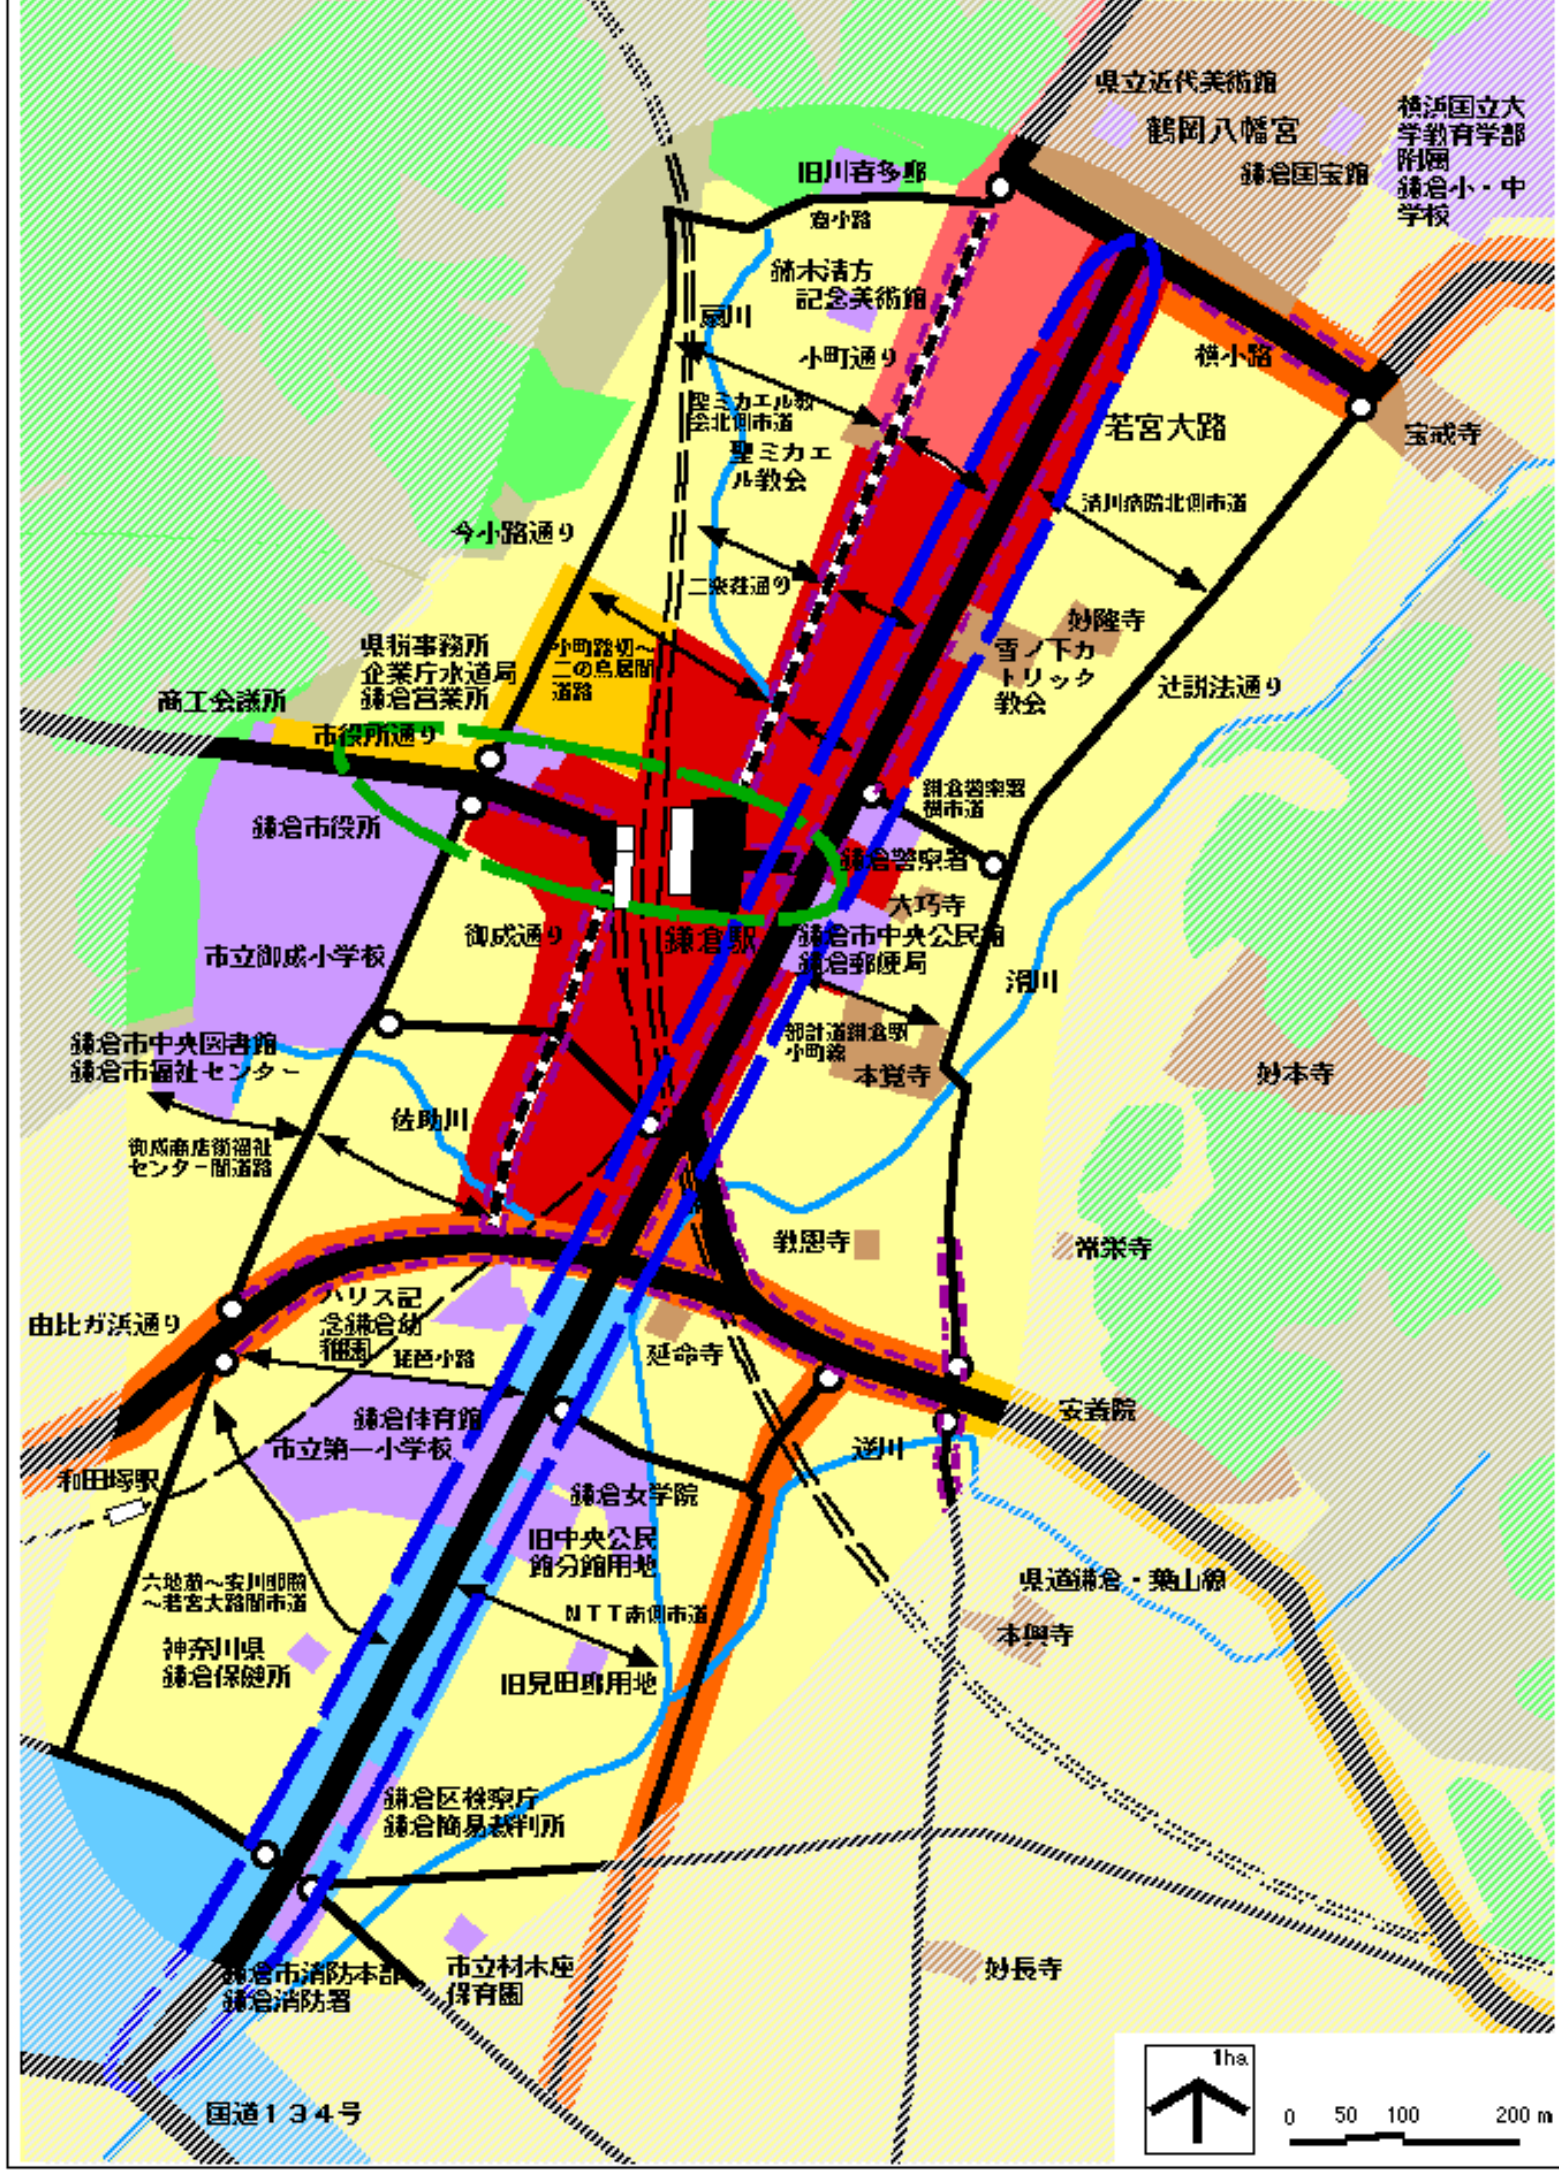 県立近代美術館
鶴岡八幡宮
鎌倉国宝館
横浜国立大
学教育学部
附属
鎌倉小・中
学校
旧川喜多邸
窟小路
鏑木清方
記念美術館
扇川
小町通り
横小路
聖ミカエル教
会北側市道
聖ミカエ
ル教会
若宮大路
宝戒寺
清川病院北側市道
今小路通り
二楽荘通り
妙隆寺
雪ノ下カ
トリック
教会
辻説法通り
県税事務所
企業庁水道局
鎌倉営業所
小町踏切～
二の鳥居間
道路
商工会議所
市役所通り
鎌倉警察署
横市道
鎌倉市役所
鎌倉警察署
大巧寺
御成通り
鎌倉駅
鎌倉市中央公民館
鎌倉郵便局
市立御成小学校
滑川
都計道鎌倉駅
小町線
本覚寺
妙本寺
鎌倉市中央図書館
鎌倉市福祉センター
佐助川
御成商店街福祉
センター間道路
教恩寺
常栄寺
由比ガ浜通り
ハリス記
念鎌倉幼
稚園
琵琶小路
延命寺
安養院
鎌倉体育館
市立第一小学校
逆川
和田塚駅
鎌倉女学院
旧中央公民
館分館用地
六地蔵～安川邸脇
～若宮大路間市道
NTT南側市道
県道鎌倉・葉山線
本興寺
神奈川県
鎌倉保健所
旧見田邸用地
鎌倉区検察庁
鎌倉簡易裁判所
鎌倉市消防本部
鎌倉消防署
市立材木座
保育園
妙長寺
国道134号
1ha
0 50 100 200 m